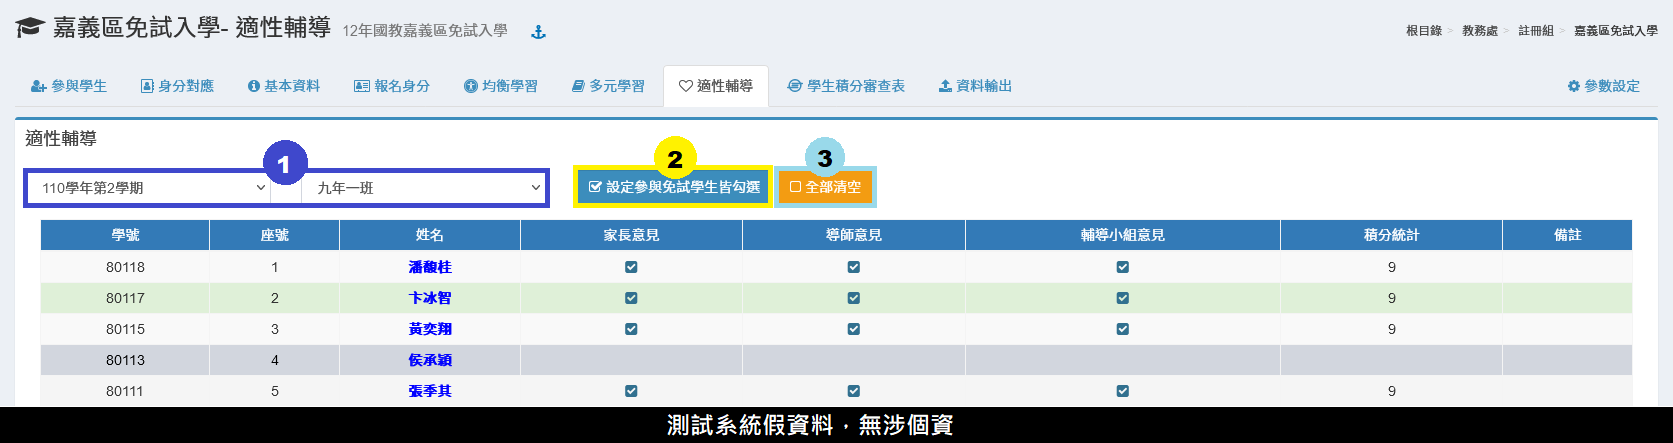 嘉義區免試入學- 適性輔導 12年國教嘉義區免試入學
根目錄 > 教務處 > 註冊組 > 嘉義區免試入學
參與學生 身分對應 基本資料 報名身分 均衡學習 多元學習 適性輔導 學生積分審查表 資料輸出 參數設定
適性輔導
1 2 3
110學年第2學期 九年一班 設定參與免試學生皆勾選 全部清空
學號 座號 姓名 家長意見 導師意見 輔導小組意見 積分統計 備註
80118 1 潘馥桂 9
80117 2 卞冰智 9
80115 3 黃奕翔 9
80113 4 侯承穎
80111 5 張季其 9
測試系統假資料，無涉個資